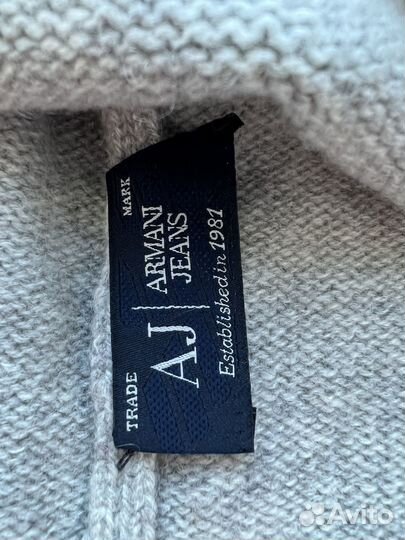 TRADE MARK
AJ
ARMANI
JEANS
Established in 1981
Avito